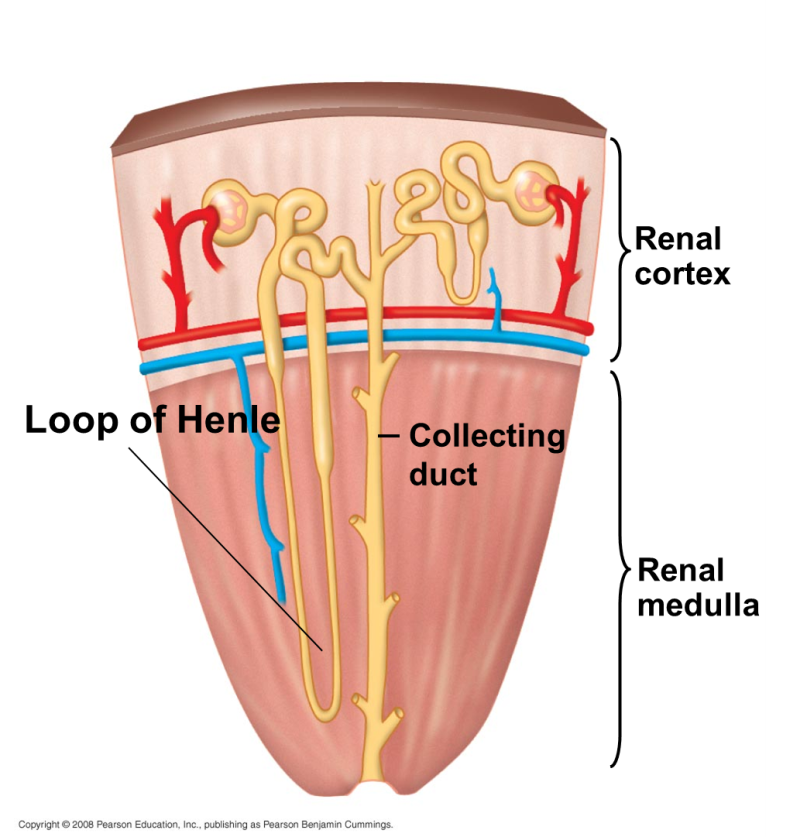 Renal
cortex
Loop of Henle
Collecting
duct
Renal
medulla
Copyright © 2008 Pearson Education, Inc., publishing as Pearson Benjamin Cummings.